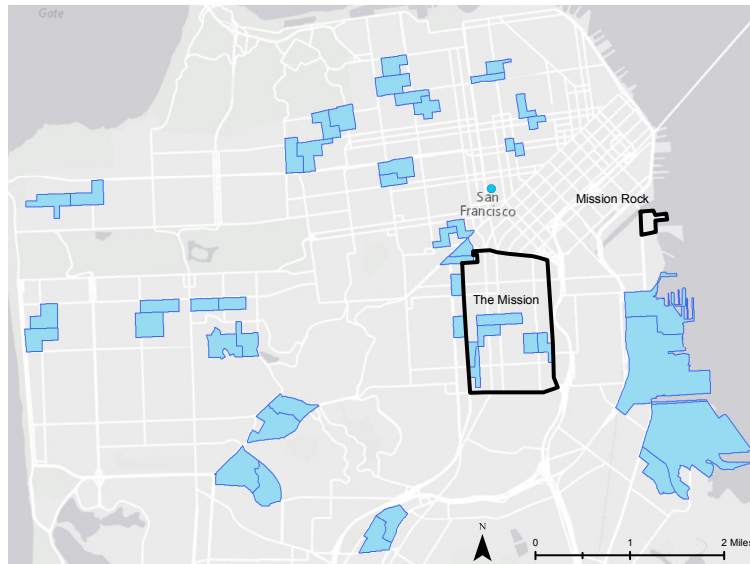 Gate
San
Francisco
Mission Rock
The Mission
N
0
1
2 Miles